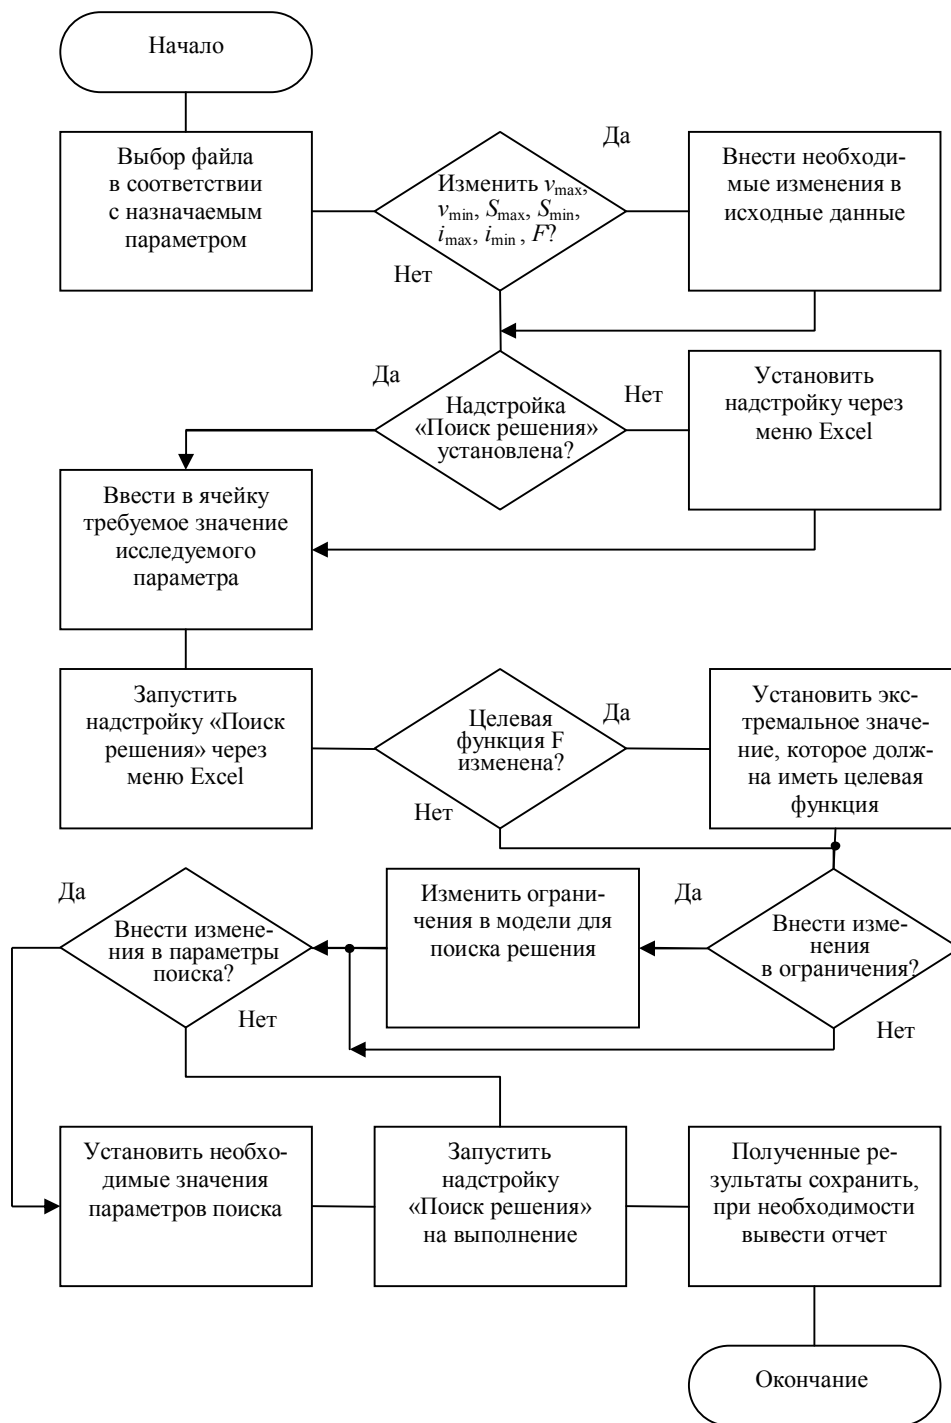 Начало
Выбор файла
в соответствии
с назначаемым
параметром
Изменить vmax,
vmin, Smax, Smin,
imax, imin , F?
Да
Нет
Внести необходи-
мые изменения в
исходные данные
Да
Надстройка
«Поиск решения»
установлена?
Нет
Установить
надстройку через
меню Excel
Ввести в ячейку
требуемое значение
исследуемого
параметра
Запустить
надстройку «Поиск
решения» через
меню Excel
Целевая
функция F
изменена?
Да
Нет
Установить экс-
тремальное значе-
ние, которое долж-
на иметь целевая
функция
Да
Внести измене-
ния в параметры
поиска?
Нет
Изменить ограни-
чения в модели для
поиска решения
Да
Внести изме-
нения
в ограничения?
Нет
Установить необхо-
димые значения
параметров поиска
Запустить
надстройку
«Поиск решения»
на выполнение
Полученные ре-
зультаты сохранить,
при необходимости
вывести отчет
Окончание